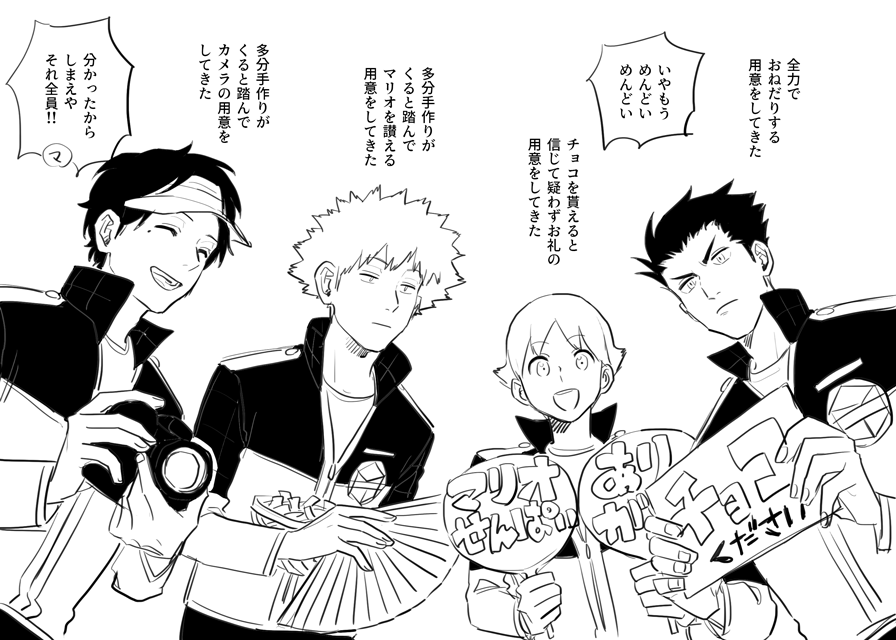 全力で
おねだりする
用意をしてきた
いやもう
めんどい
めんどい
チョコを貰えると
信じて疑わずお礼の
用意をしてきた
多分手作りが
くると踏んで
マリオを讃える
用意をしてきた
多分手作りが
くると踏んで
カメラの用意を
してきた
分かったから
しまえや
それ全員!!
マ
チョコ
ください
あり
が
マリオ
せんぱい